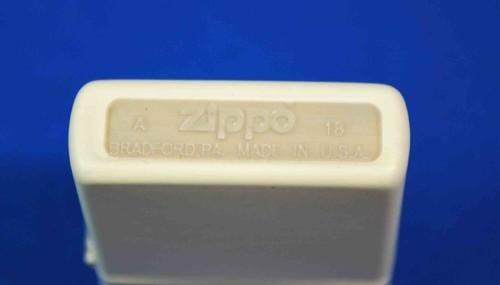 A Zippo 18
BRADFORD.PA. MADE IN U.S.A.